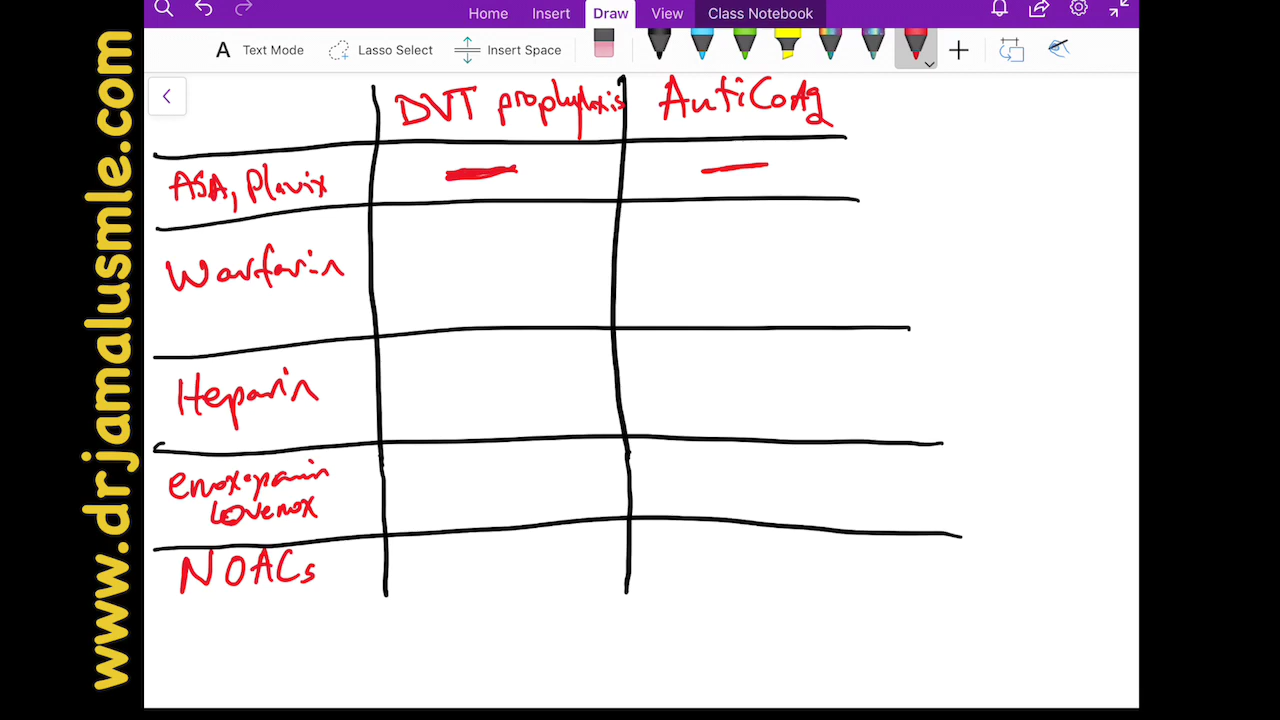 www.drjamalusmle.com
Home Insert Draw View Class Notebook
A Text Mode Lasso Select Insert Space
DVT prophylaxis AntiCoAg
ASA, Plavix
Warfarin
Heparin
enoxaparin
Lovenox
NOACs